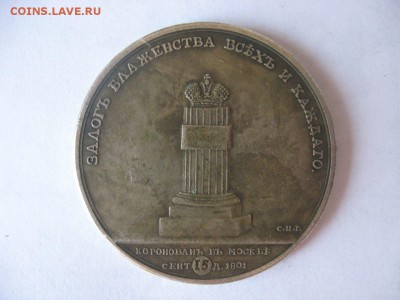 COINS.LAVE.RU
ЗАЛОГЪ БЛАЖЕНСТВА ВСѢХЪ И КАЖДАГО.
КОРОНОВАНЪ ВЪ МОСКВѢ
СЕНТ 15 Д. 1801